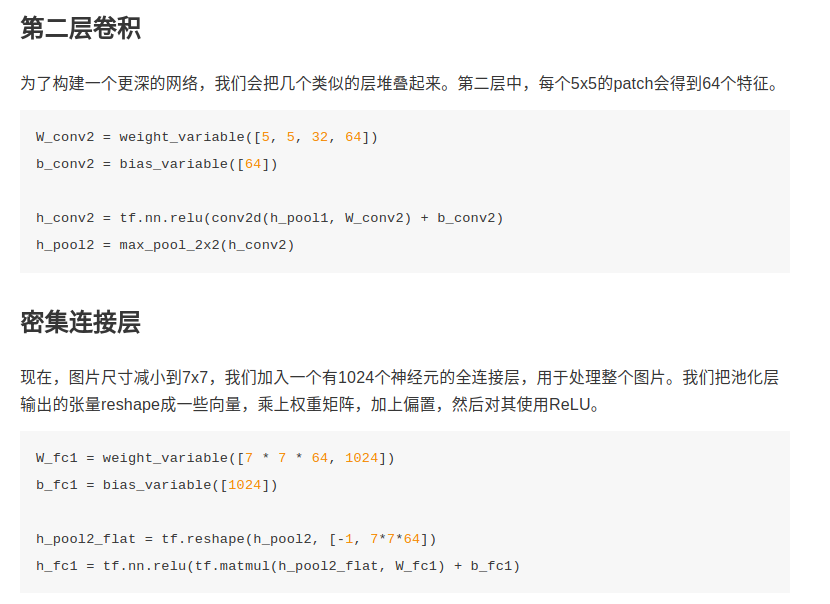 第二层卷积
为了构建一个更深的网络，我们会把几个类似的层堆叠起来。第二层中，每个5x5的patch会得到64个特征。
W_conv2 = weight_variable([5, 5, 32, 64])
b_conv2 = bias_variable([64])
h_conv2 = tf.nn.relu(conv2d(h_pool1, W_conv2) + b_conv2)
h_pool2 = max_pool_2x2(h_conv2)
密集连接层
现在，图片尺寸减小到7x7，我们加入一个有1024个神经元的全连接层，用于处理整个图片。我们把池化层
输出的张量reshape成一些向量，乘上权重矩阵，加上偏置，然后对其使用ReLU。
W_fc1 = weight_variable([7 * 7 * 64, 1024])
b_fc1 = bias_variable([1024])
h_pool2_flat = tf.reshape(h_pool2, [-1, 7*7*64])
h_fc1 = tf.nn.relu(tf.matmul(h_pool2_flat, W_fc1) + b_fc1)